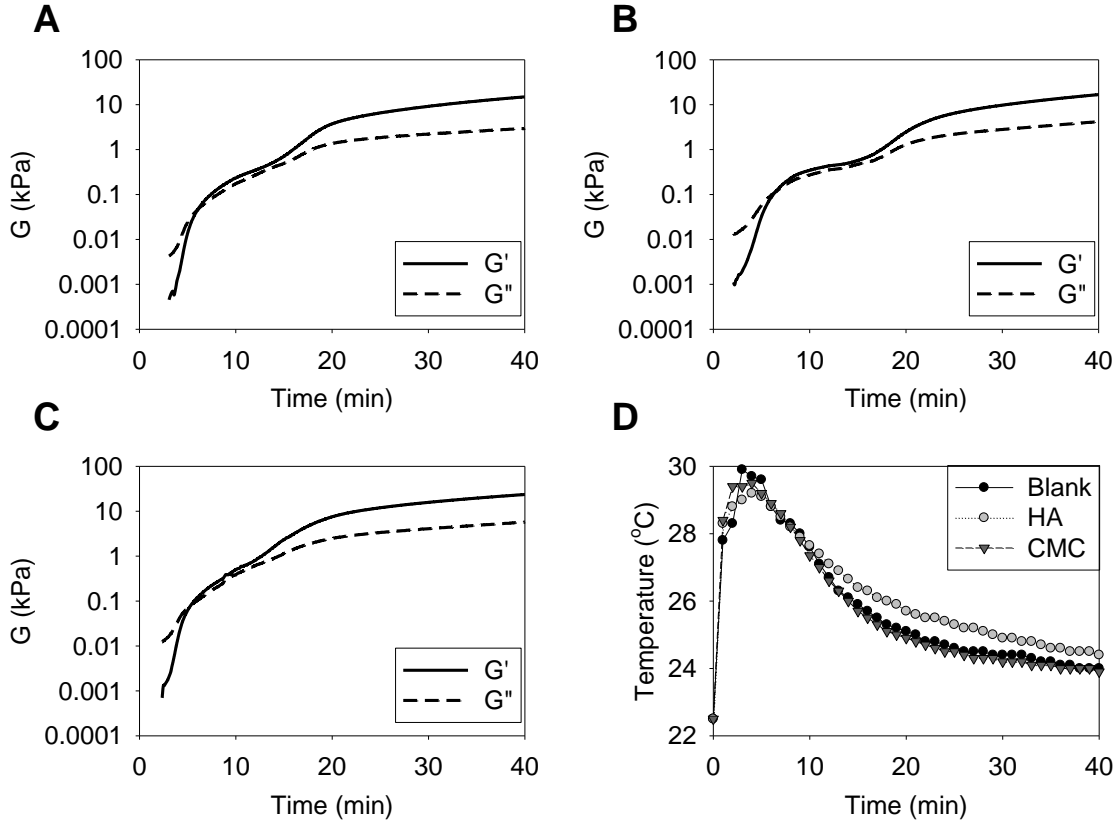 A
100
10
1
0.1
0.01
0.001
0.0001
G (kPa)
G'
G"
0 10 20 30 40
Time (min)
B
100
10
1
0.1
0.01
0.001
0.0001
G (kPa)
G'
G"
0 10 20 30 40
Time (min)
C
100
10
1
0.1
0.01
0.001
0.0001
G (kPa)
G'
G"
0 10 20 30 40
Time (min)
D
30
28
26
24
22
Temperature (°C)
Blank
HA
CMC
0 10 20 30 40
Time (min)